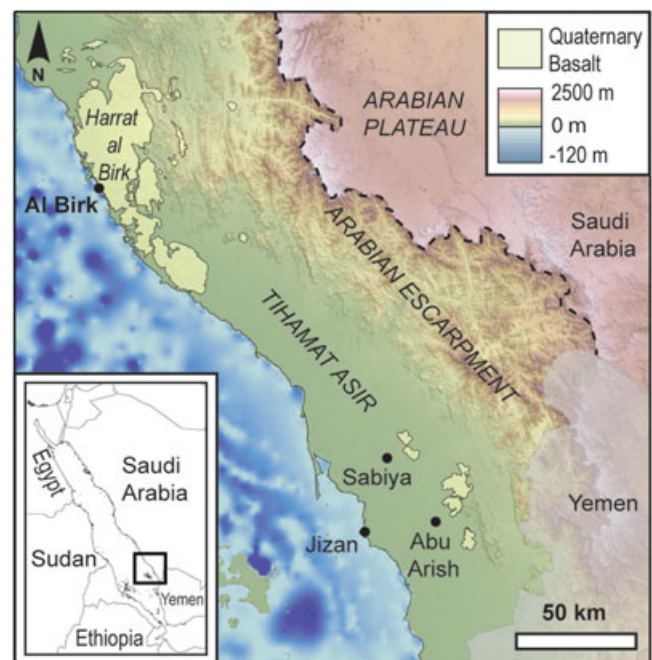 N
Quaternary
Basalt
2500 m
0 m
-120 m
ARABIAN
PLATEAU
Harrat
al
Birk
Al Birk
Saudi
Arabia
ARABIAN ESCARPMENT
TIHAMAT ASIR
Sabiya
Yemen
Jizan
Abu
Arish
50 km
Egypt
Saudi
Arabia
Sudan
Yemen
Ethiopia